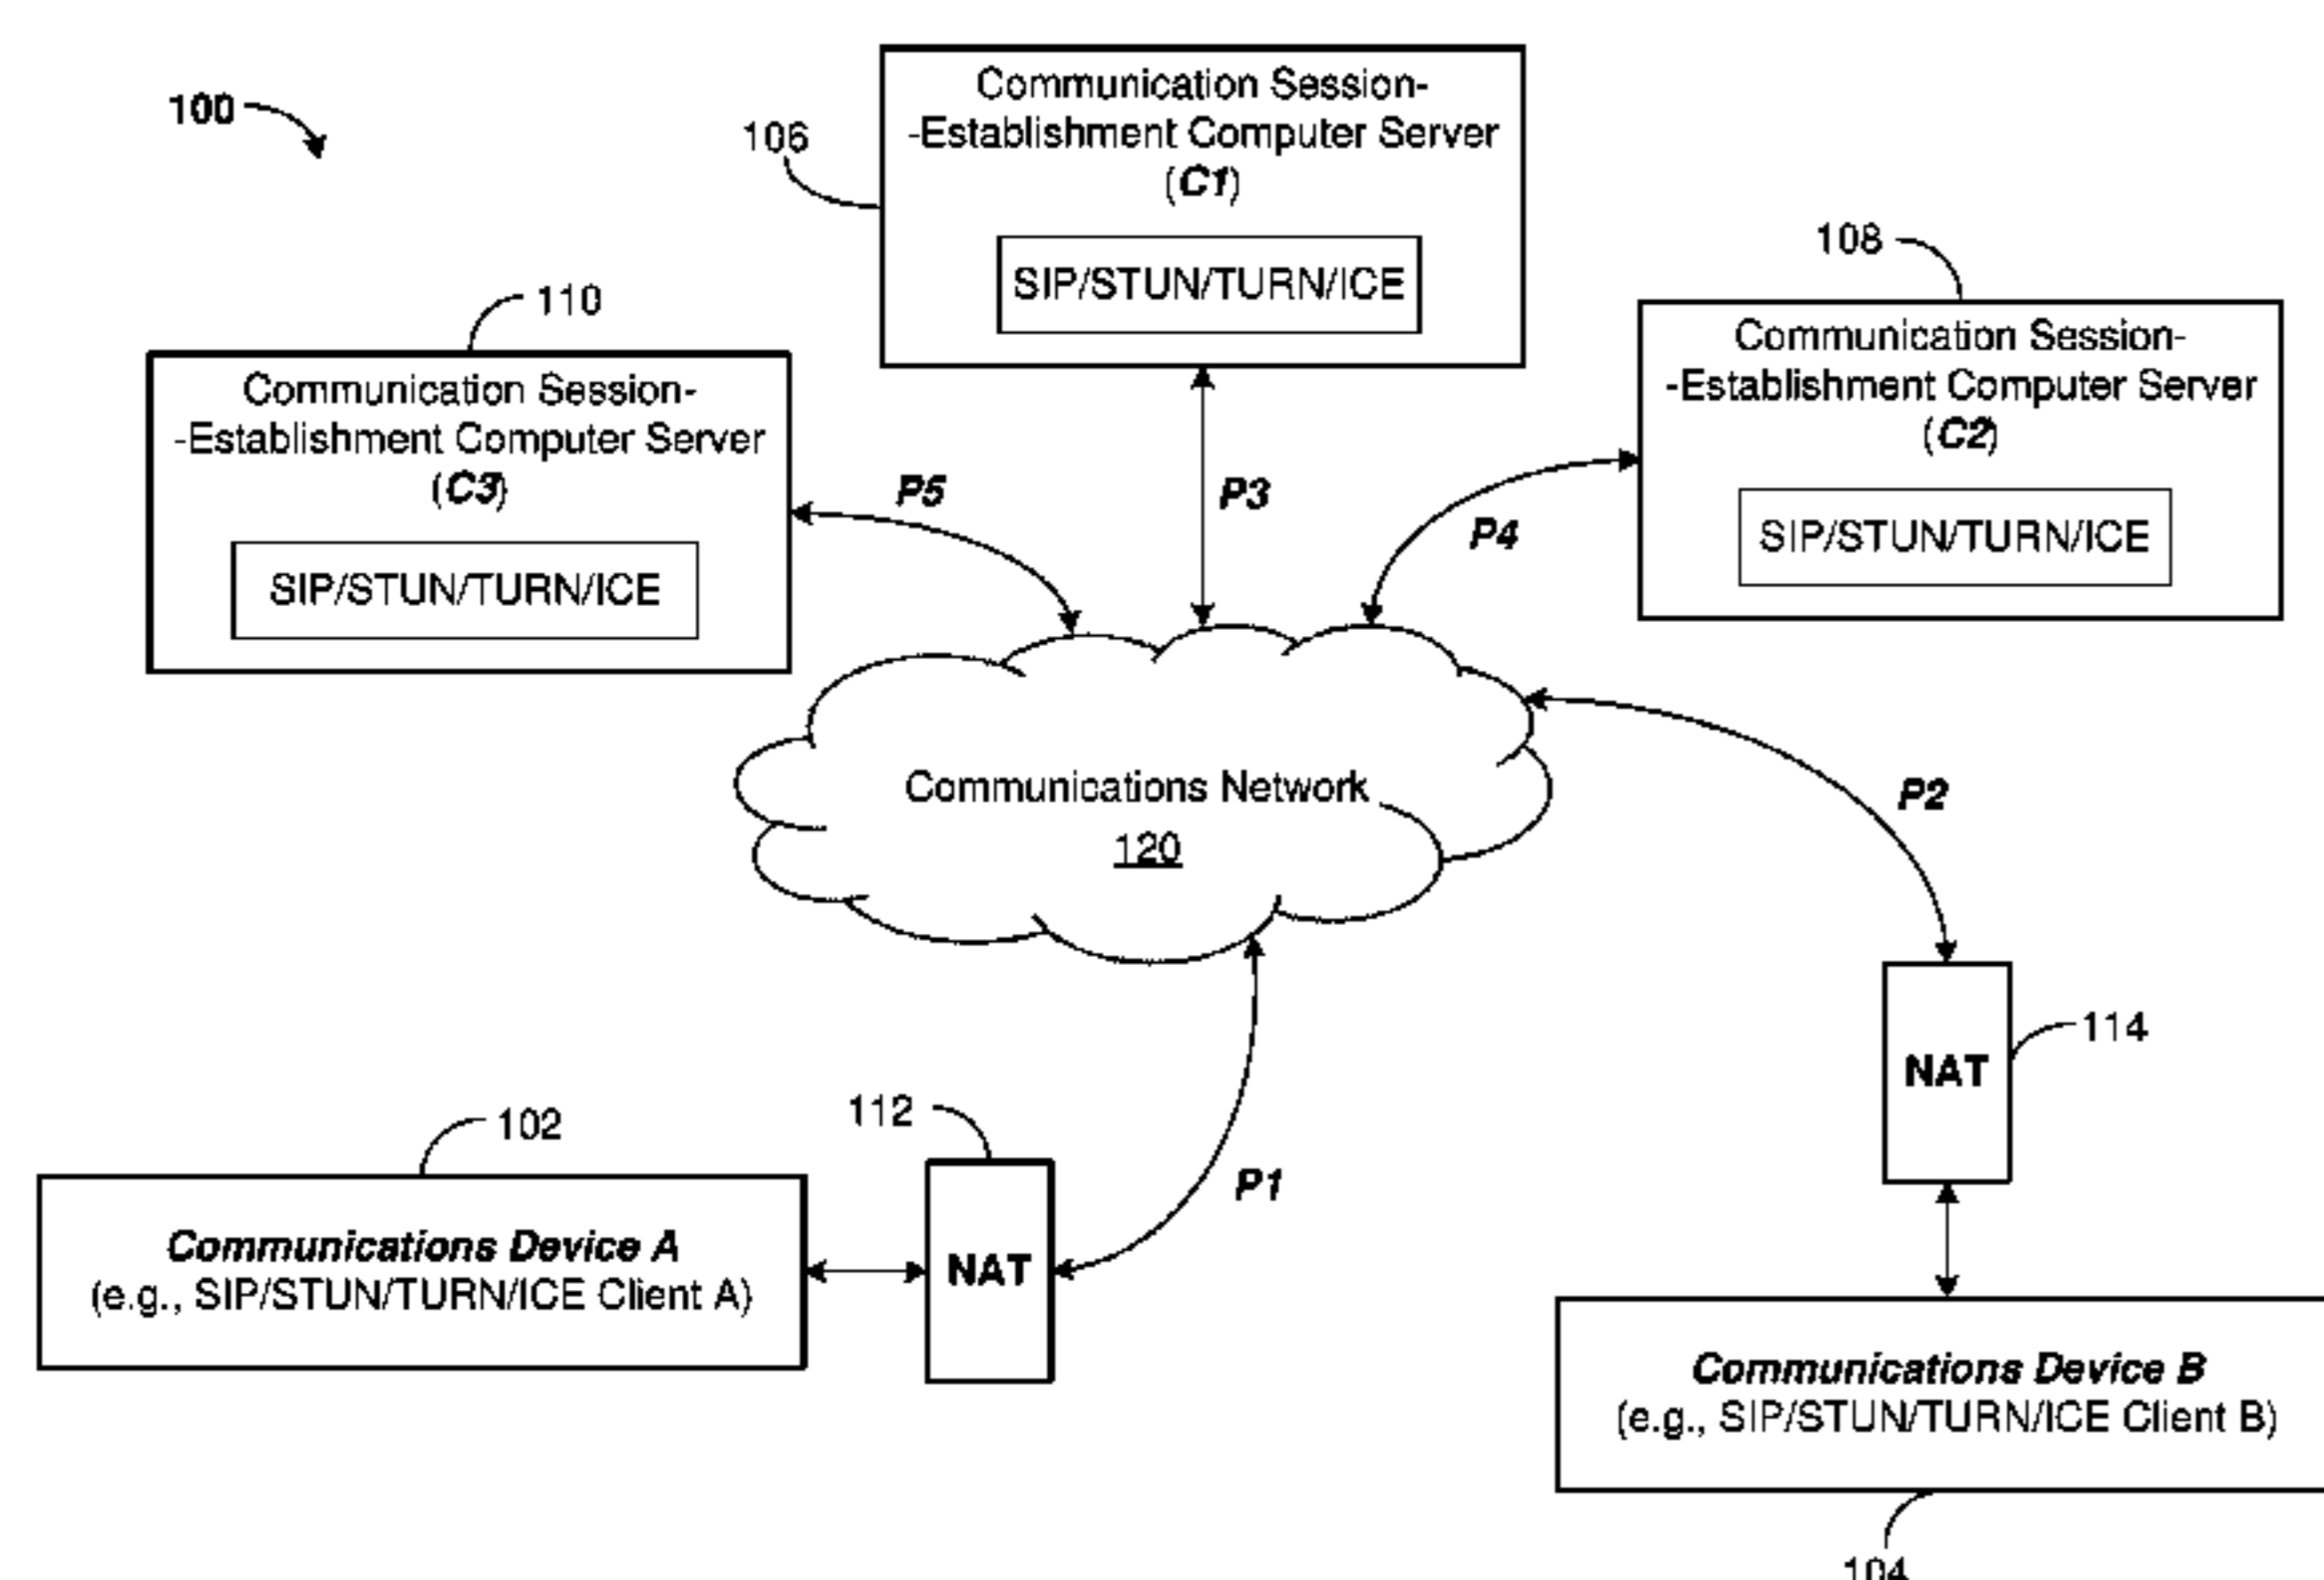 100
106
Communication Session-
-Establishment Computer Server
(C1)
SIP/STUN/TURN/ICE
108
Communication Session-
-Establishment Computer Server
(C2)
SIP/STUN/TURN/ICE
110
Communication Session-
-Establishment Computer Server
(C3)
SIP/STUN/TURN/ICE
P5
P3
P4
Communications Network
120
P2
114
NAT
P1
102
112
Communications Device A
(e.g., SIP/STUN/TURN/ICE Client A)
NAT
Communications Device B
(e.g., SIP/STUN/TURN/ICE Client B)
104